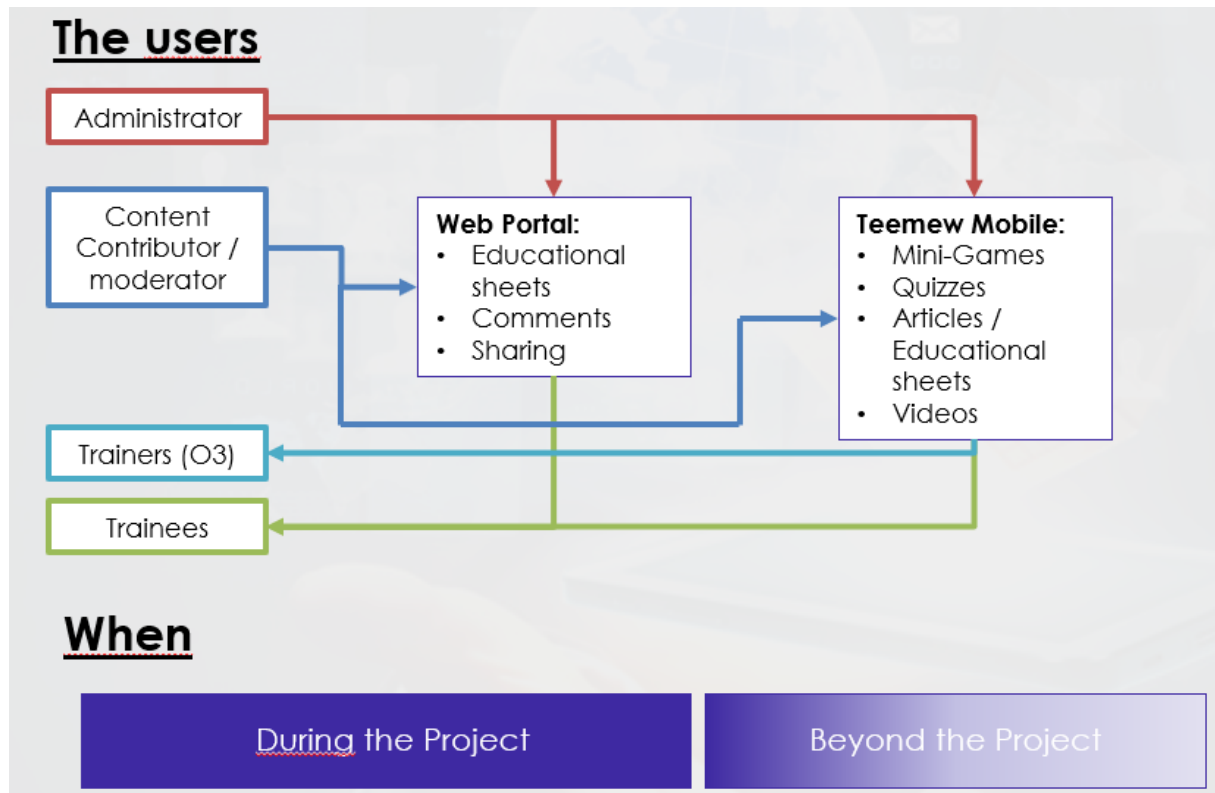 The users
Administrator
Content
Contributor /
moderator
Web Portal:
• Educational
sheets
• Comments
• Sharing
Teemew Mobile:
• Mini-Games
• Quizzes
• Articles /
Educational
sheets
• Videos
Trainers (O3)
Trainees
When
During the Project
Beyond the Project